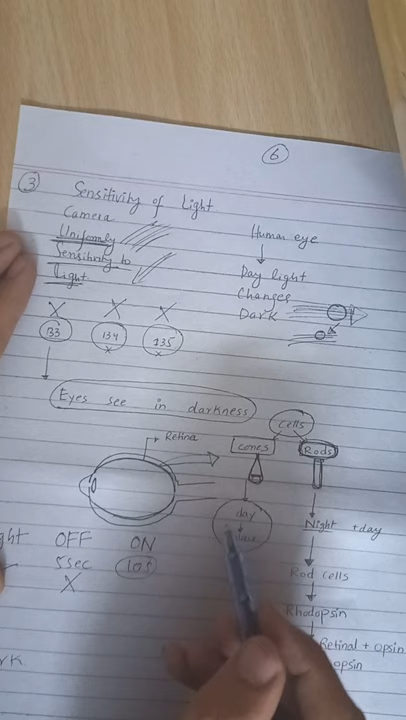 6
3 Sensitivity of Light
Camera
Uniformly
Sensitivity to
Light
Human eye
Day light
Changes
Dark
X X X
133 134 135
x x
Eyes see in darkness
Cells
Cones Rods
Retina
day
Night + day
Rod cells
Rhodopsin
Retinal + opsin
opsin
ght OFF ON
5sec 10s
X
rk